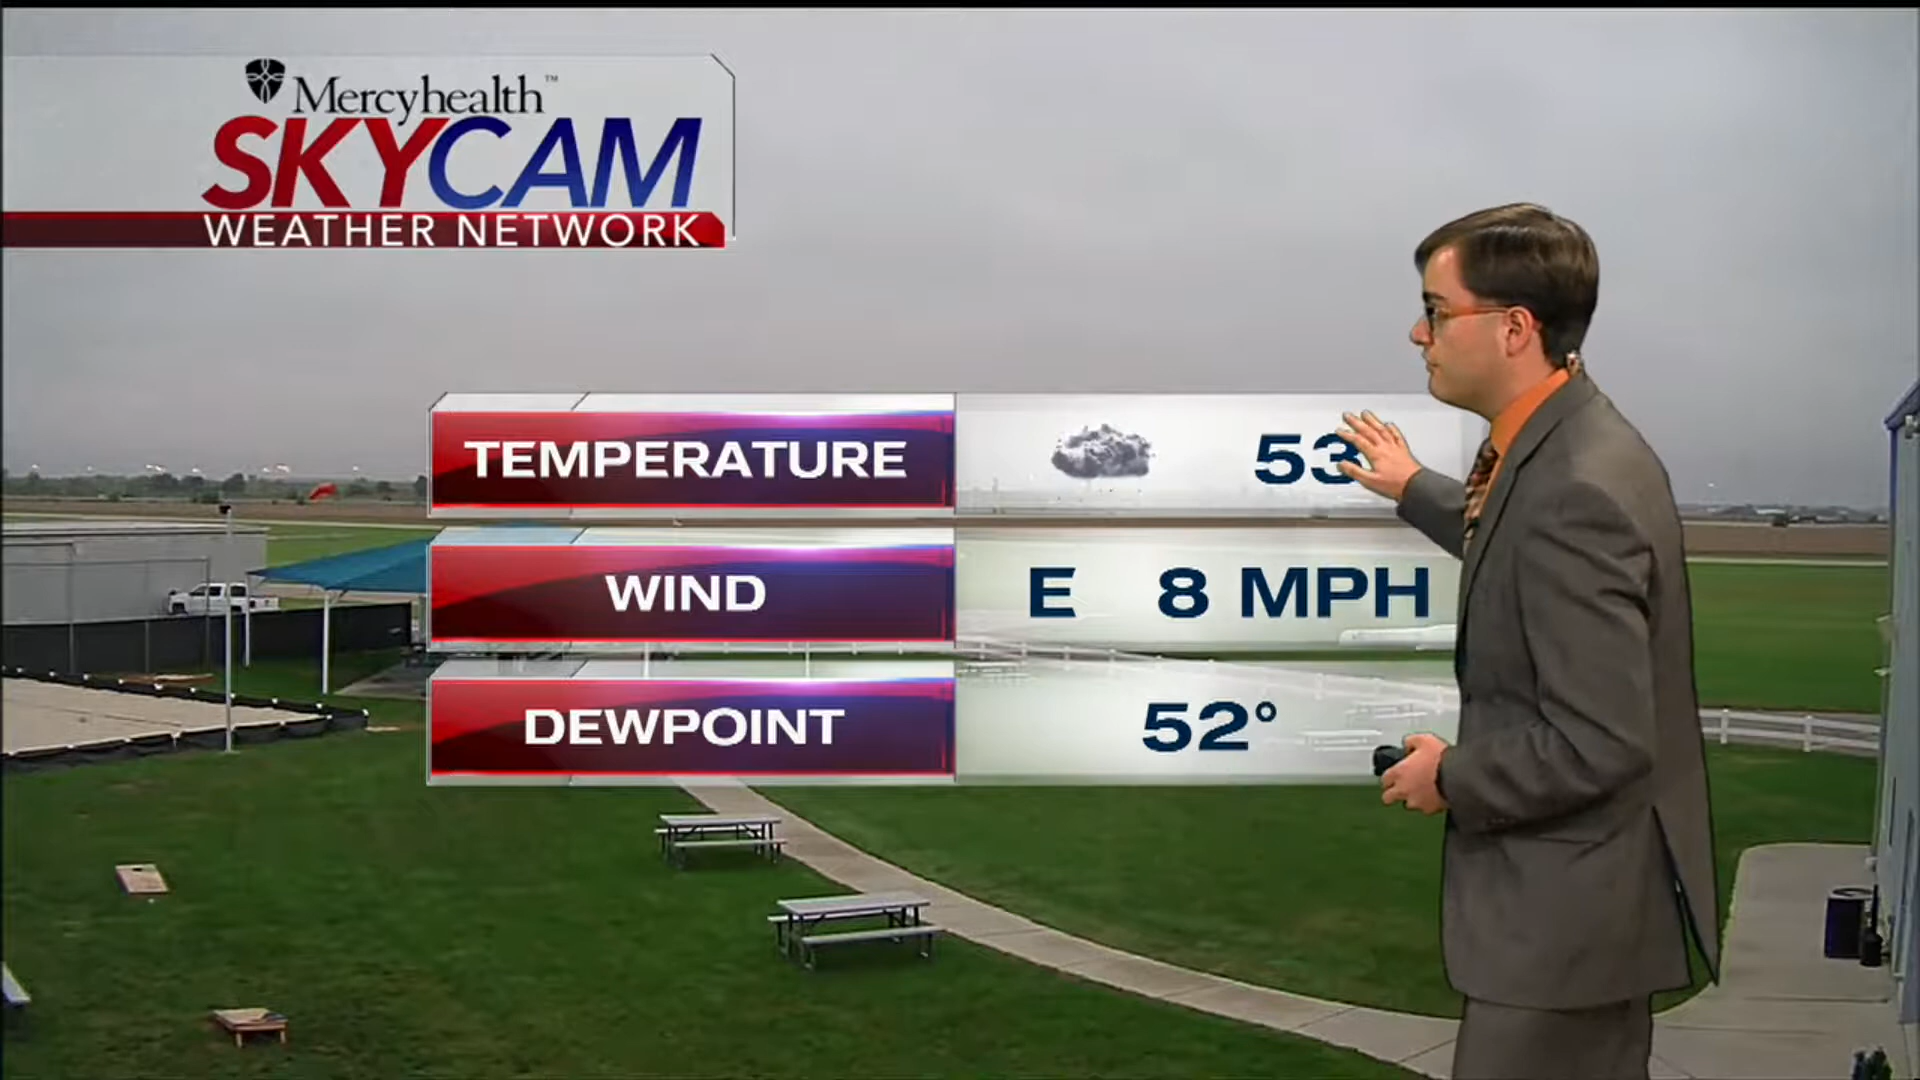 Mercyhealth™
SKYCAM
WEATHER NETWORK
TEMPERATURE 53
WIND E 8 MPH
DEWPOINT 52°